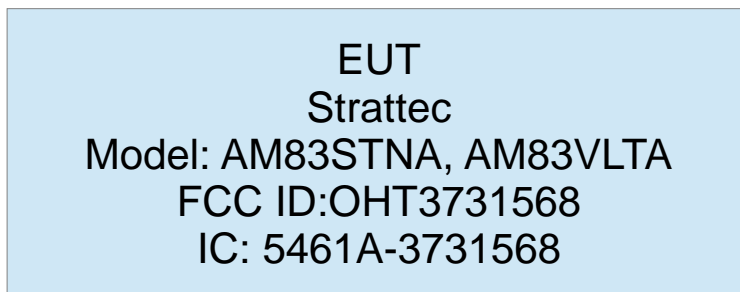 EUT
Strattec
Model: AM83STNA, AM83VLTA
FCC ID:OHT3731568
IC: 5461A-3731568